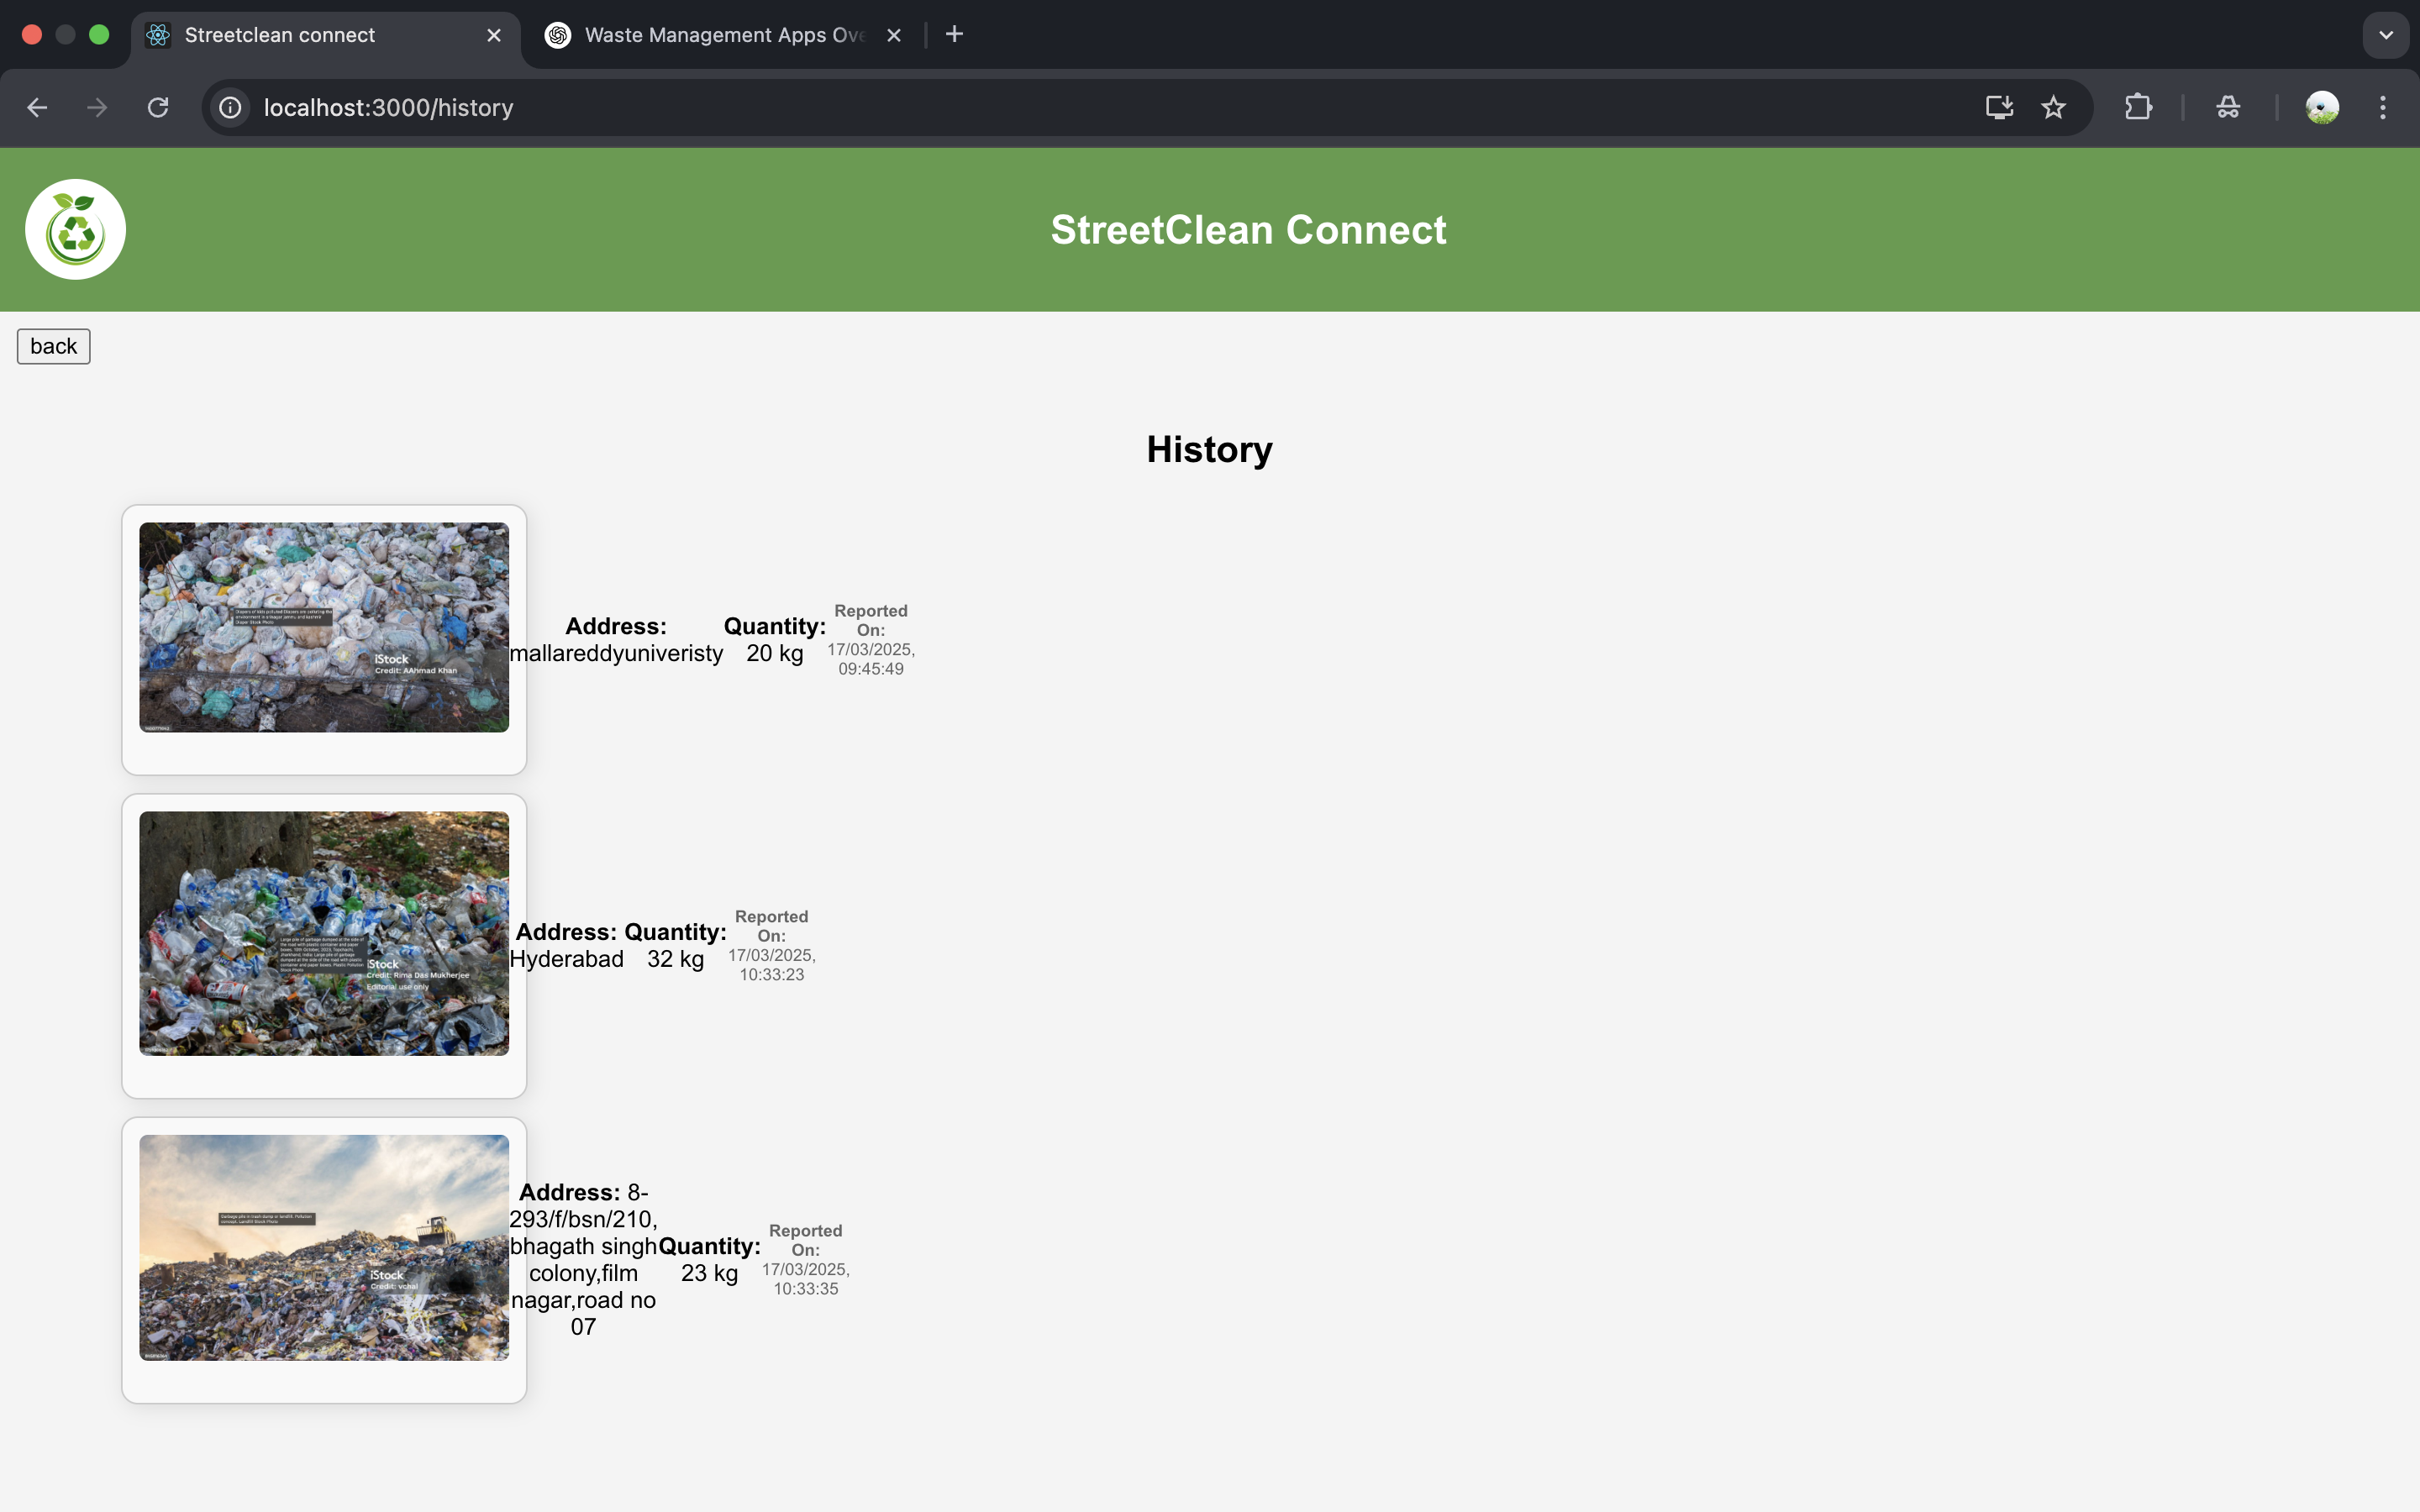 Streetclean connect
Waste Management Apps Ove
localhost:3000/history
StreetClean Connect
back
History
iStock
Credit: AAhmad Khan
Address:
mallareddyuniveristy
Quantity:
20 kg
Reported
On:
17/03/2025,
09:45:49
iStock
Credit: Rima Das Mukherjee
Editorial use only
Address:
Hyderabad
Quantity:
32 kg
Reported
On:
17/03/2025,
10:33:23
iStock
Credit: vchal
Address: 8-
293/f/bsn/210,
bhagath singh
colony,film
nagar,road no
07
Quantity:
23 kg
Reported
On:
17/03/2025,
10:33:35